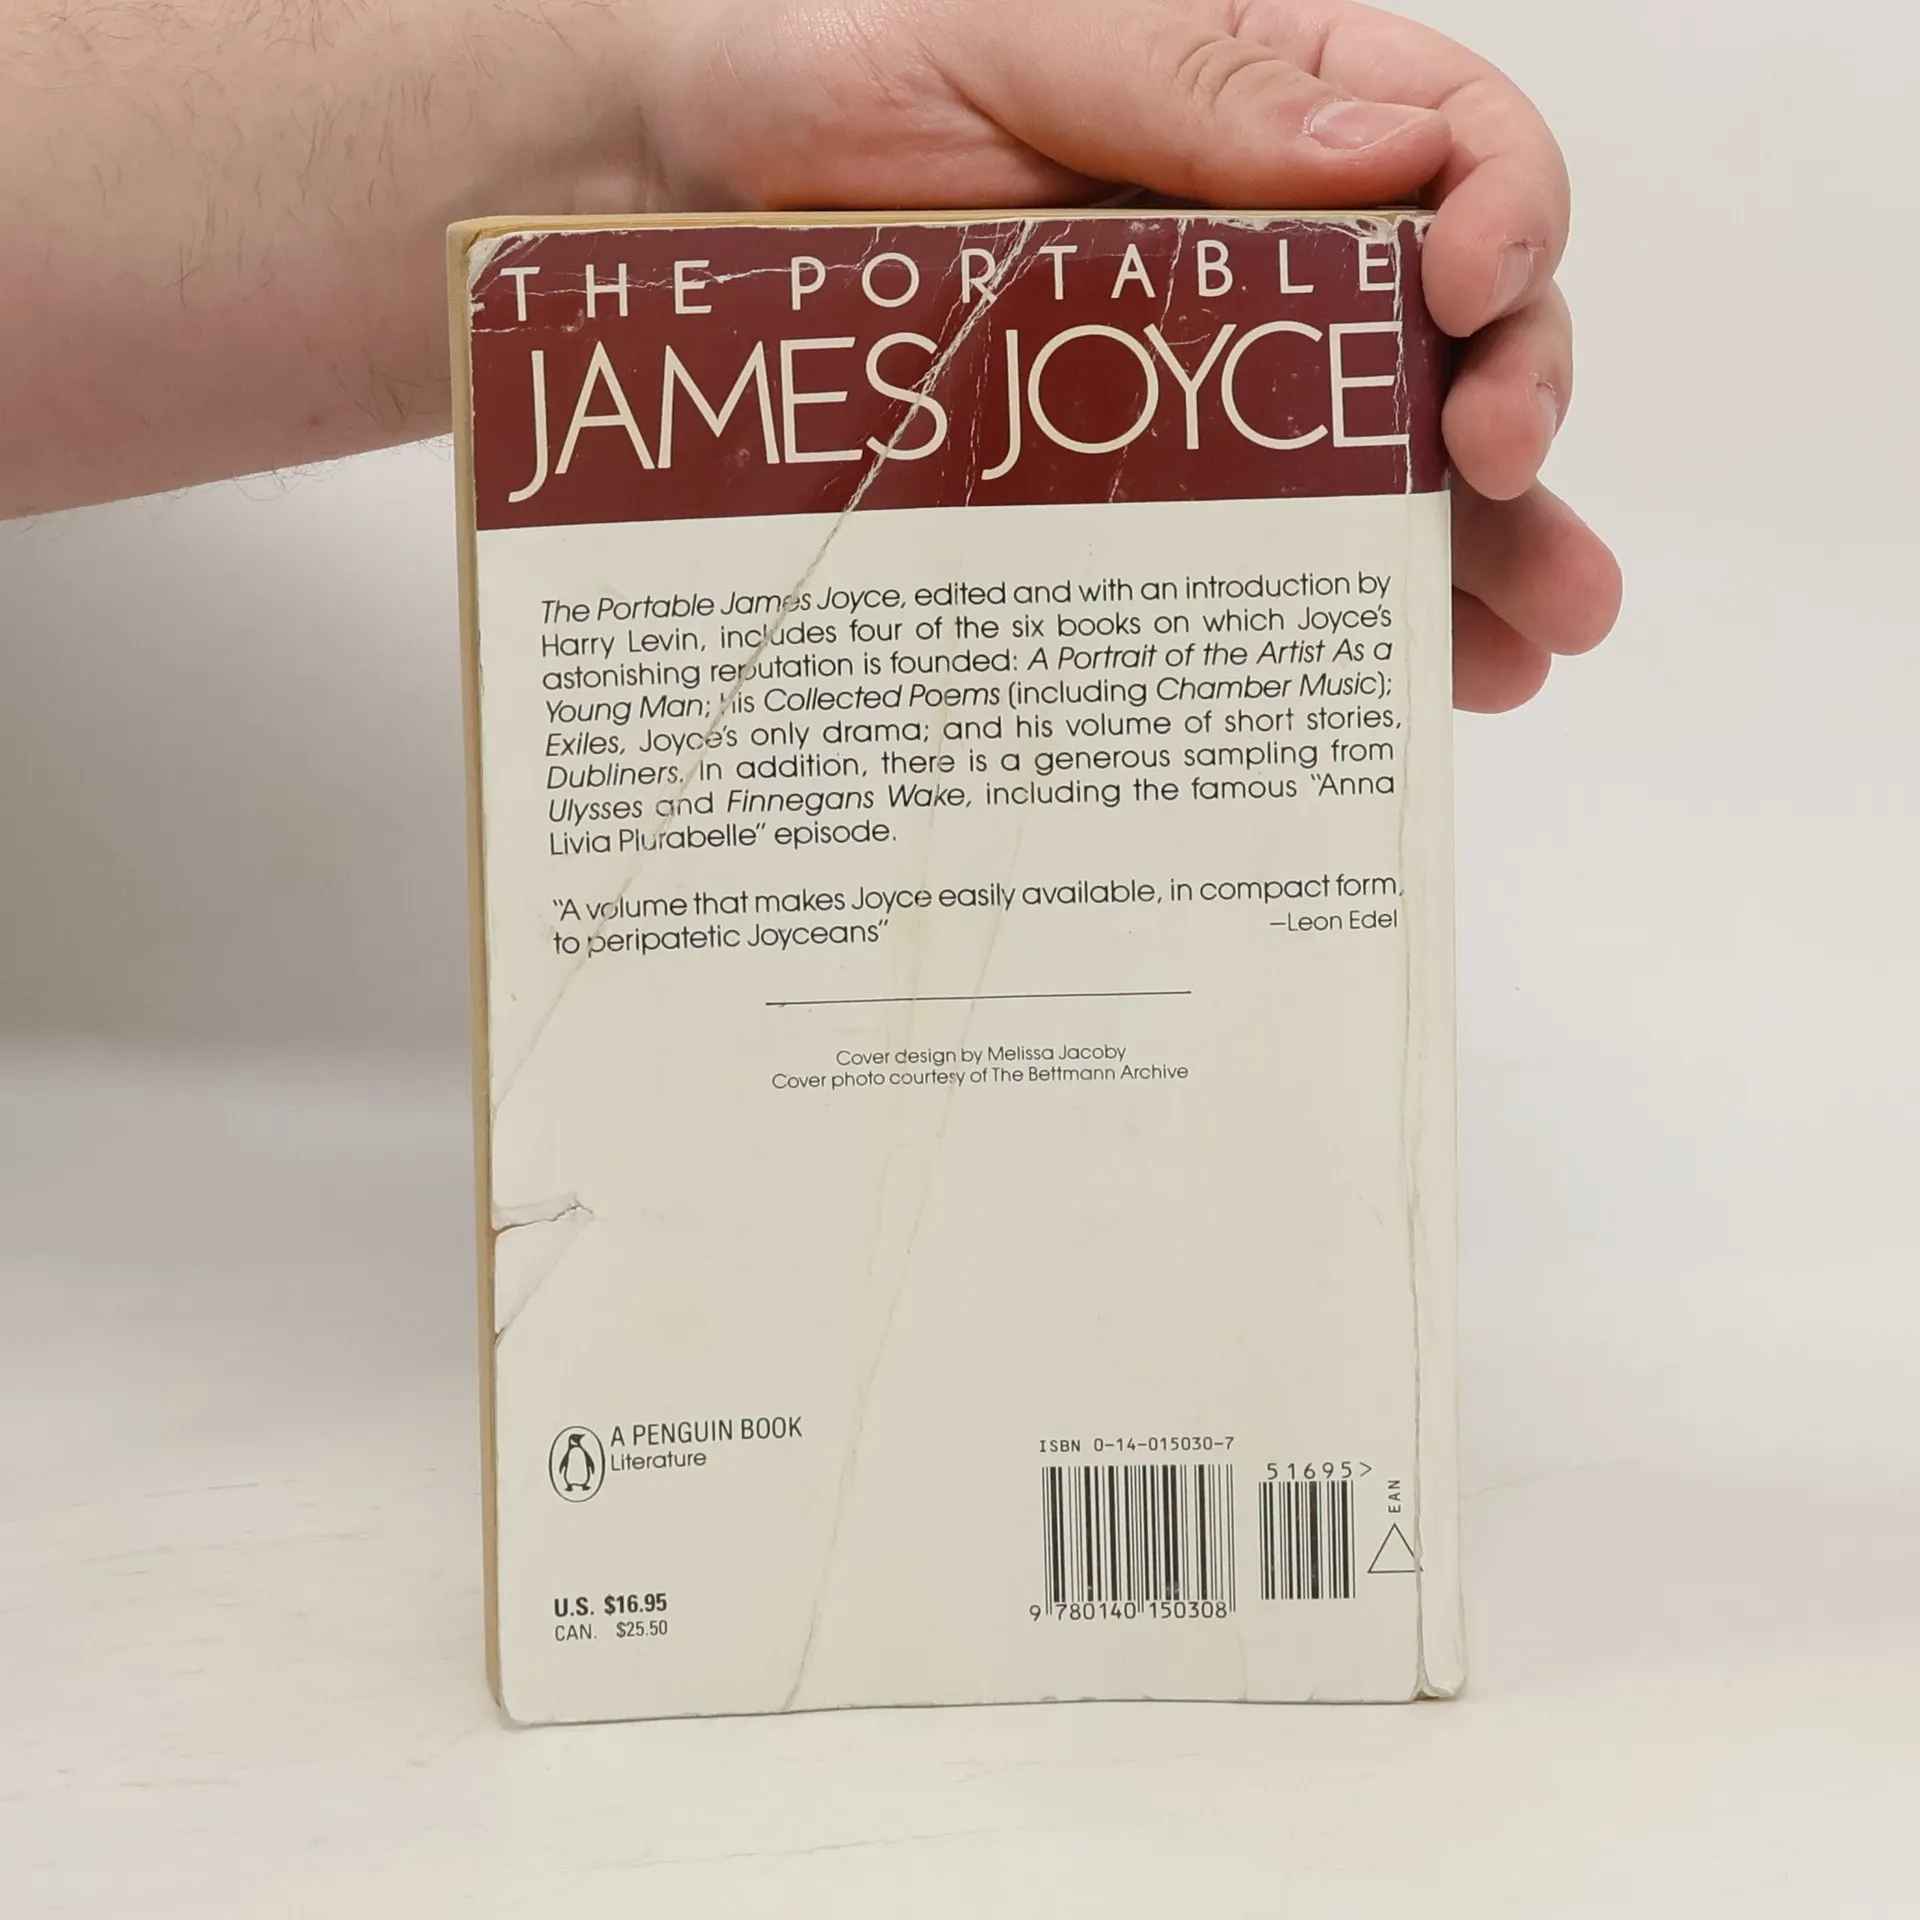 THE PORTABLE
JAMES JOYCE
The Portable James Joyce, edited and with an introduction by
Harry Levin, includes four of the six books on which Joyce's
astonishing reputation is founded: A Portrait of the Artist As a
Young Man; his Collected Poems (including Chamber Music);
Exiles, Joyce's only drama; and his volume of short stories,
Dubliners. In addition, there is a generous sampling from
Ulysses and Finnegans Wake, including the famous "Anna
Livia Plurabelle" episode.
"A volume that makes Joyce easily available, in compact form,
to peripatetic Joyceans"
—Leon Edel
Cover design by Melissa Jacoby
Cover photo courtesy of The Bettmann Archive
A PENGUIN BOOK
Literature
U.S. $16.95
CAN. $25.50
ISBN 0-14-015030-7
51695>
EAN
9 780140 150308